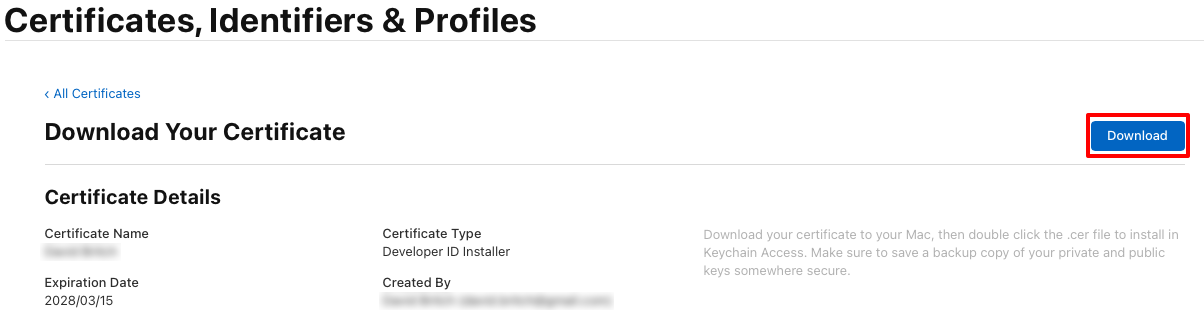 Certificates, Identifiers & Profiles
‹ All Certificates
Download Your Certificate
Download
Certificate Details
Certificate Name
Certificate Type
Developer ID Installer
Download your certificate to your Mac, then double click the .cer file to install in
Keychain Access. Make sure to save a backup copy of your private and public
keys somewhere secure.
Expiration Date
2028/03/15
Created By